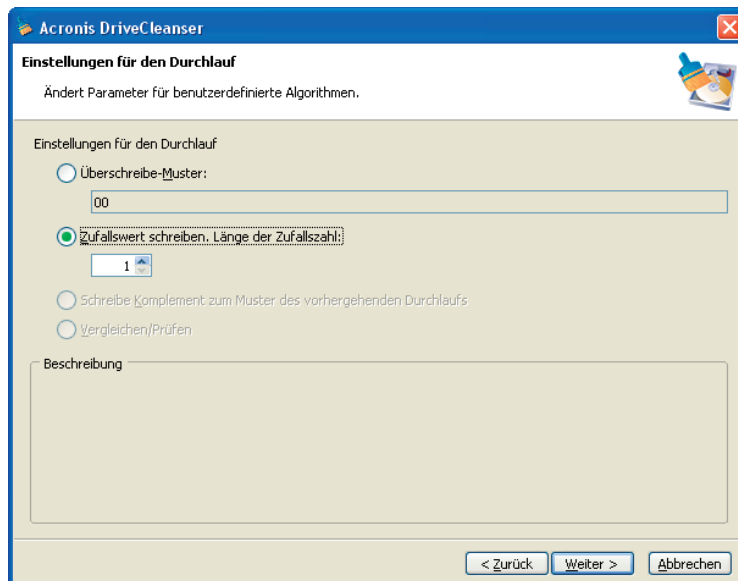 Acronis DriveCleanser
Einstellungen für den Durchlauf
Ändert Parameter für benutzerdefinierte Algorithmen.
Einstellungen für den Durchlauf
Überschreibe-Muster:
00
Zufallswert schreiben. Länge der Zufallszahl:
1
Schreibe Komplement zum Muster des vorhergehenden Durchlaufs
Vergleichen/Prüfen
Beschreibung
< Zurück Weiter > Abbrechen